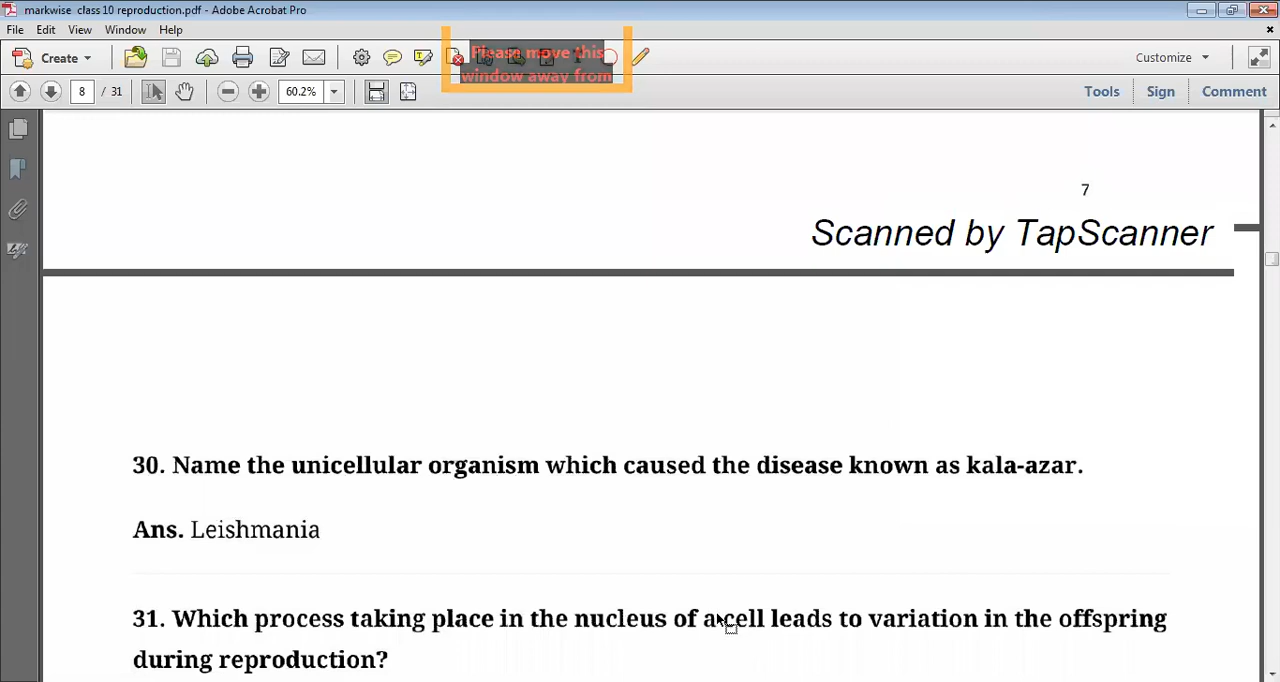 markwise class 10 reproduction.pdf - Adobe Acrobat Pro
File Edit View Window Help
Create Customize
Please move this
window away from
8 / 31 60.2% Tools Sign Comment
7
Scanned by TapScanner
30. Name the unicellular organism which caused the disease known as kala-azar.
Ans. Leishmania
31. Which process taking place in the nucleus of a cell leads to variation in the offspring
during reproduction?